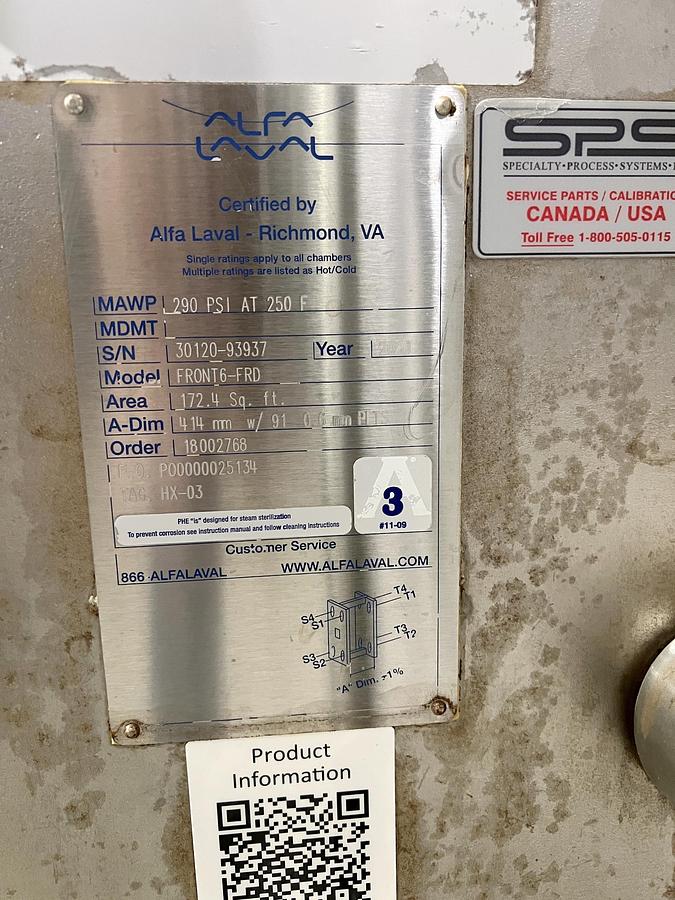 ALFA
LAVAL
Certified by
Alfa Laval - Richmond, VA
Single ratings apply to all chambers
Multiple ratings are listed as Hot/Cold
MAWP 290 PSI AT 250 F
MDMT
S/N 30120-93937 Year
Model FRONT6-FRD
Area 172.4 Sq. ft.
A-Dim 414 mm w/ 91
Order 18002768
PO0000025134
HX-03
3
#11-09
PHE "is" designed for steam sterilization
To prevent corrosion see instruction manual and follow cleaning instructions
Customer Service
866-ALFALAVAL WWW.ALFALAVAL.COM
S4
S1
T4
T1
S3
S2
T3
T2
"A" Dim. ±1%
SPS
SPECIALTY•PROCESS•SYSTEMS•
SERVICE PARTS / CALIBRATIO
CANADA / USA
Toll Free 1-800-505-0115
Product
Information